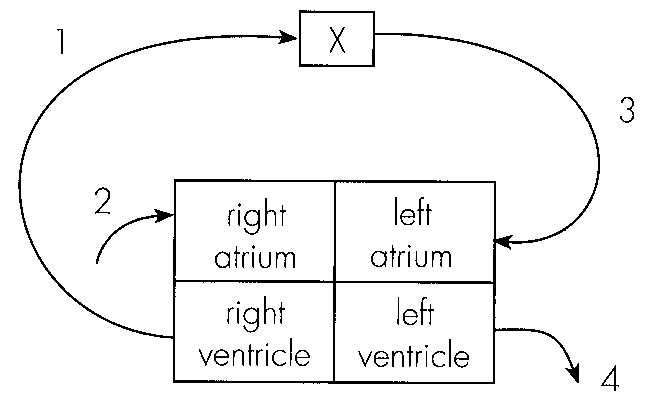 1
X
3
2
right
atrium
left
atrium
right
ventricle
left
ventricle
4